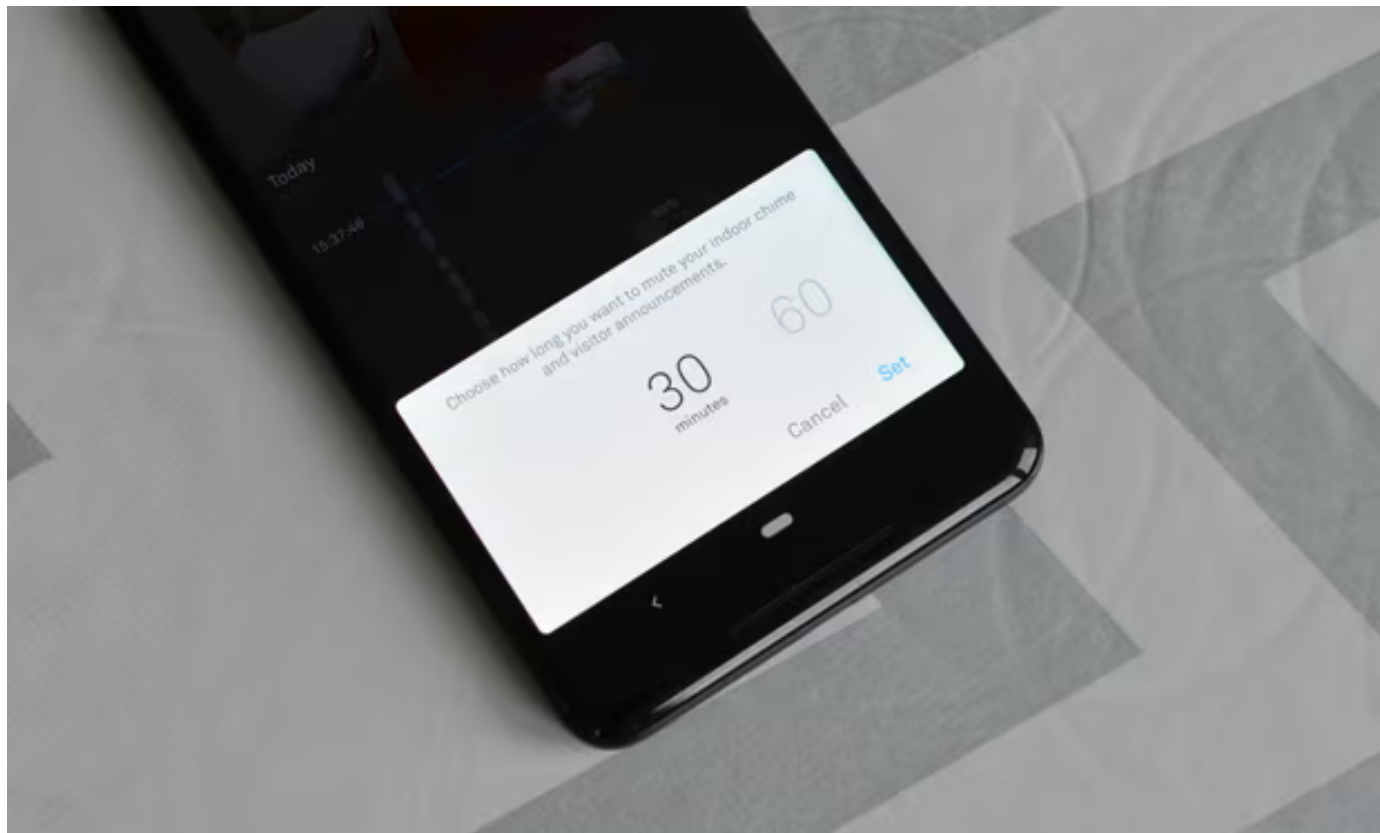 Today
15:37:46
Choose how long you want to mute your indoor chime
and visitor announcements.
30
60
minutes
Cancel
Set